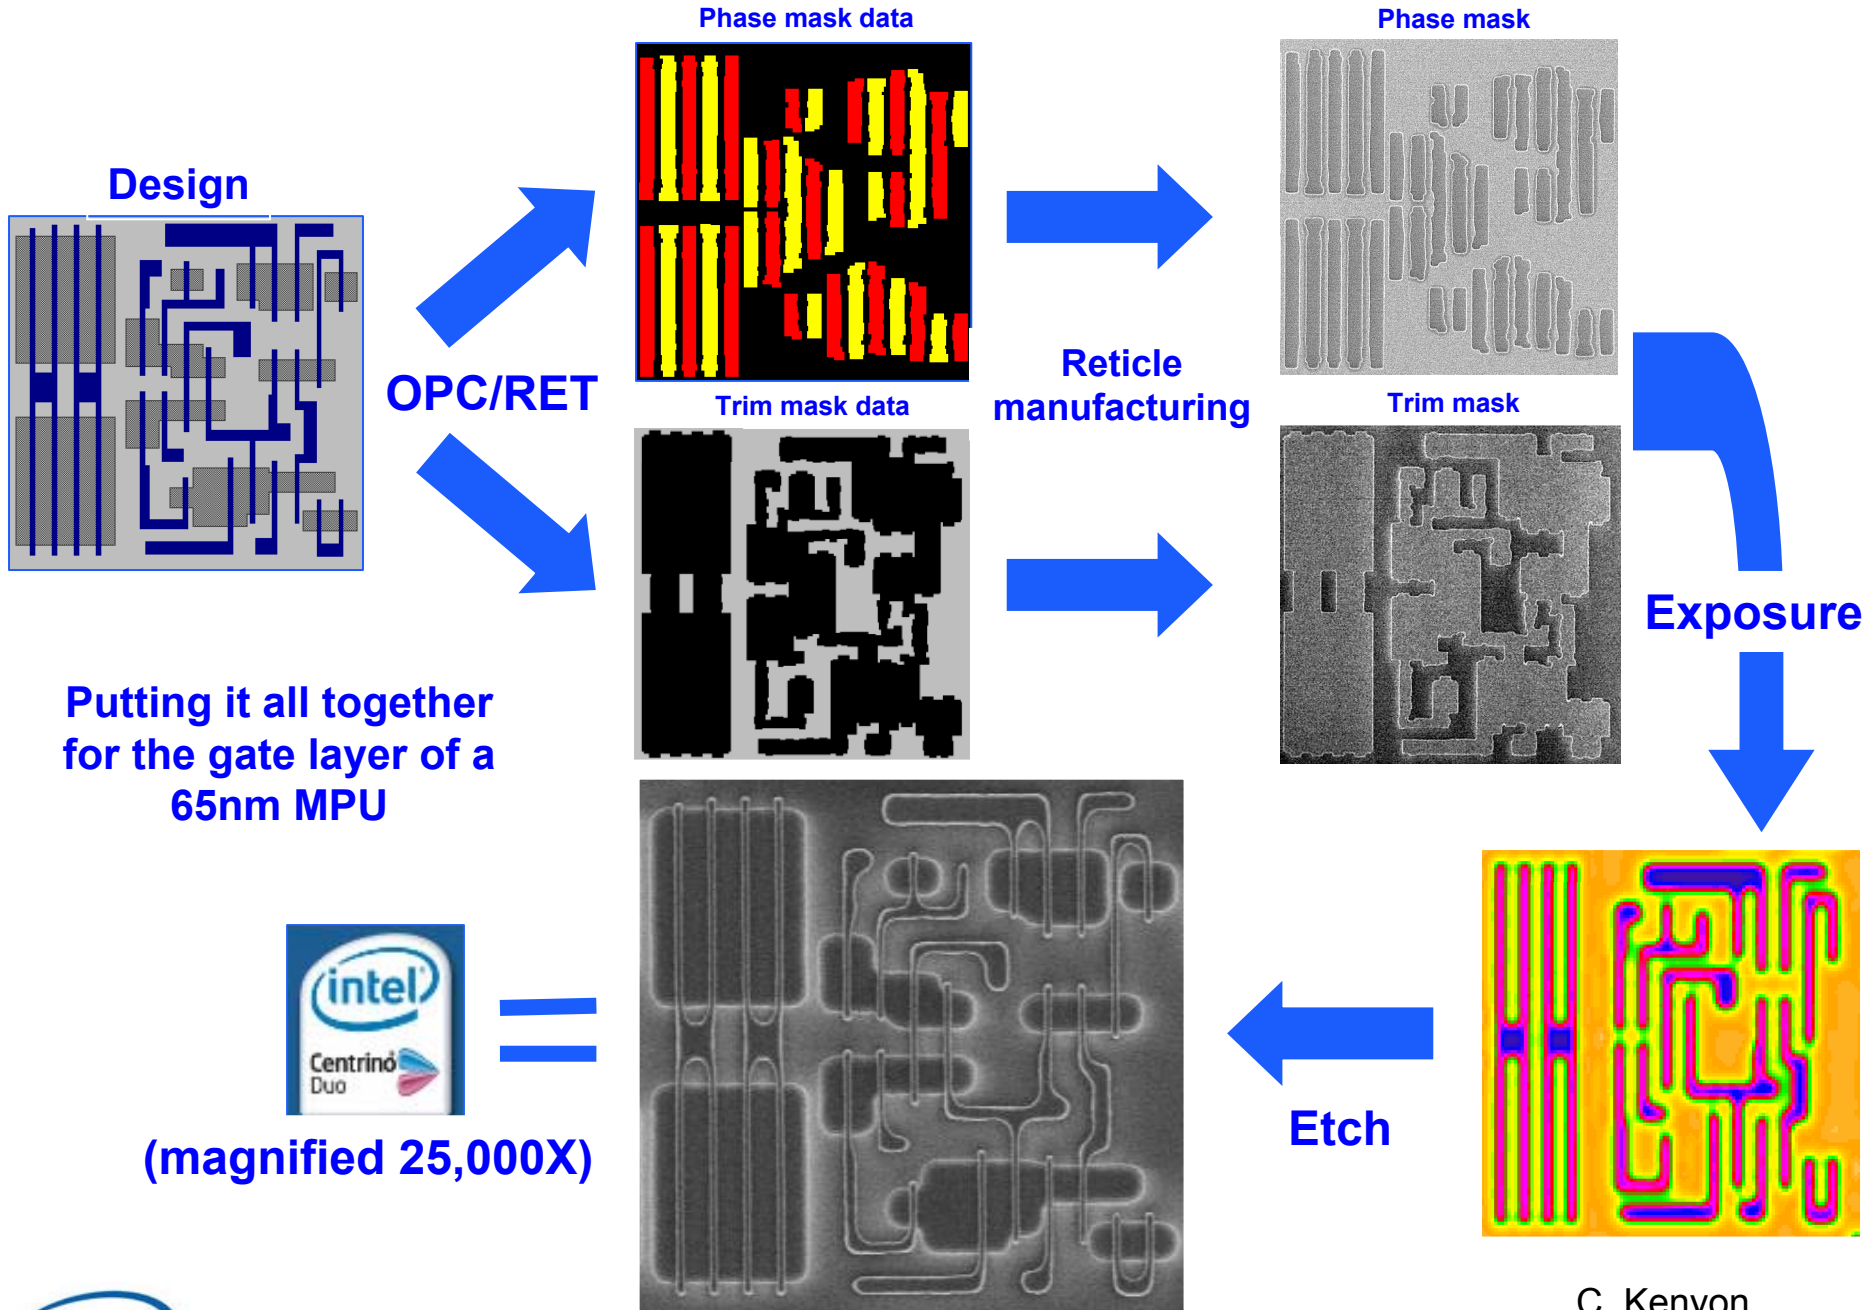 Phase mask data
Phase mask
Design
OPC/RET
Reticle
manufacturing
Trim mask data
Trim mask
Exposure
Putting it all together
for the gate layer of a
65nm MPU
intel
Centrino
Duo
(magnified 25,000X)
Etch
C. Kenyon